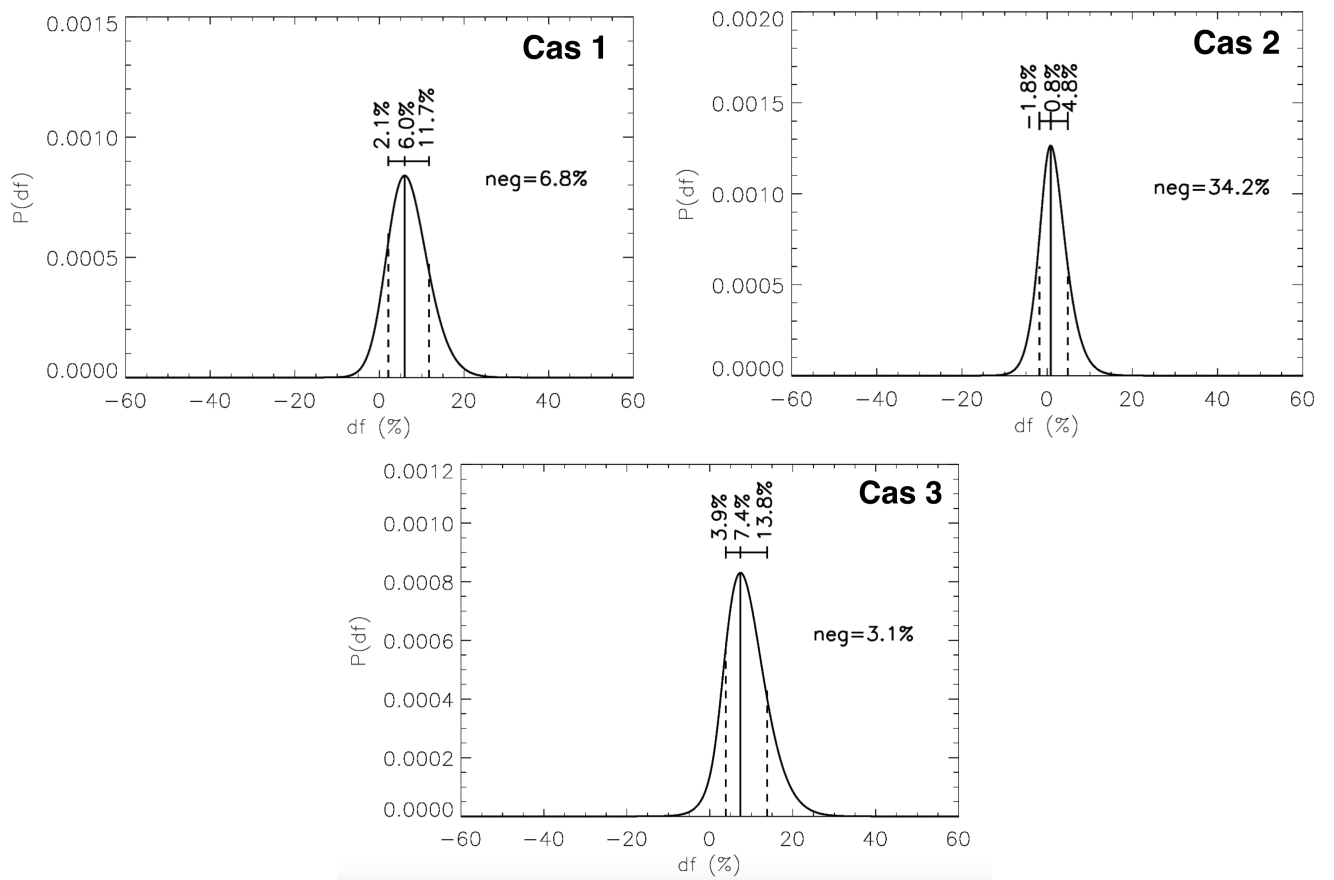 Cas 1
0.0015
0.0010
0.0005
0.0000
P(df)
2.1%
6.0%
11.7%
neg=6.8%
−60 −40 −20 0 20 40 60
df (%)
Cas 2
0.0020
0.0015
0.0010
0.0005
0.0000
P(df)
−1.8%
0.8%
4.8%
neg=34.2%
−60 −40 −20 0 20 40 60
df (%)
Cas 3
0.0012
0.0010
0.0008
0.0006
0.0004
0.0002
0.0000
P(df)
3.9%
7.4%
13.8%
neg=3.1%
−60 −40 −20 0 20 40 60
df (%)